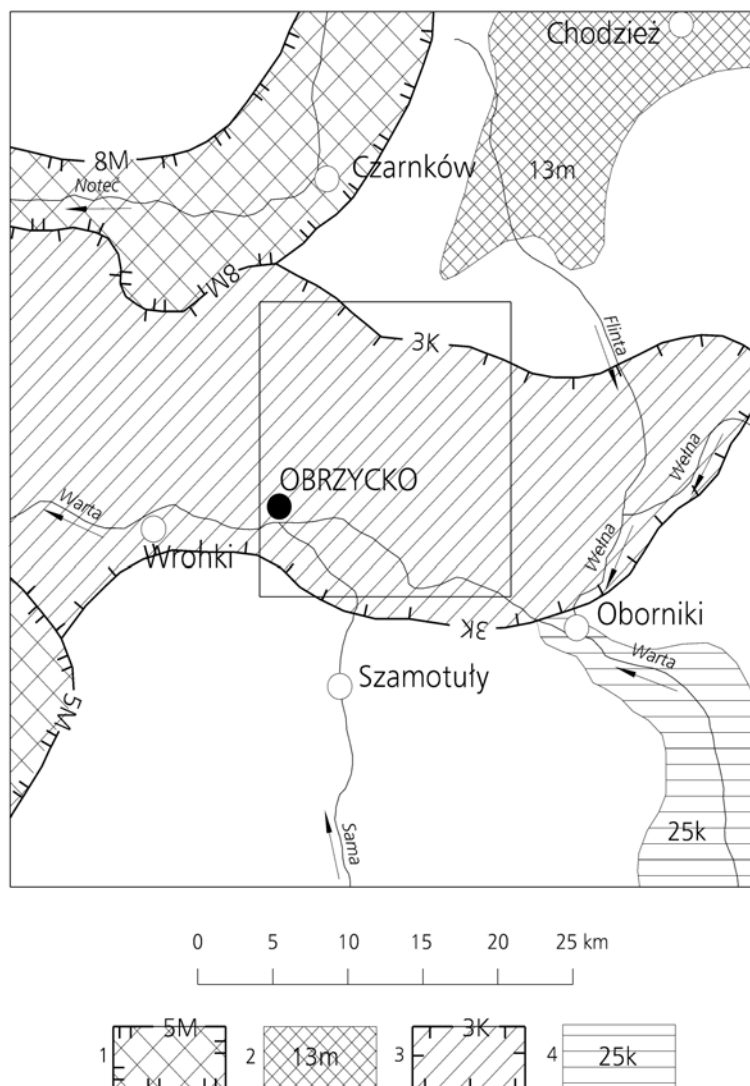 Chodzież
8M
Czarnków
13m
Noteć
8M
3K
Flinta
Wełna
OBRZYCKO
Warta
Wrohki
Wełna
Oborniki
3K
Warta
Szamotuły
5M
25k
Sama
0 5 10 15 20 25 km
1 5M 2 13m 3 3K 4 25k